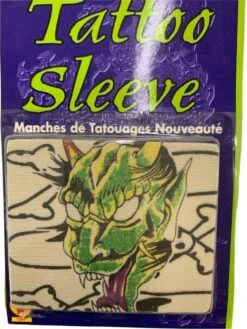 Tattoo
Sleeve
Manches de Tatouages Nouveauté